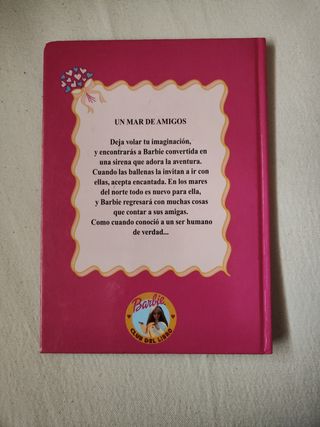 UN MAR DE AMIGOS
Deja volar tu imaginación,
y encontrarás a Barbie convertida en
una sirena que adora la aventura.
Cuando las ballenas la invitan a ir con
ellas, acepta encantada. En los mares
del norte todo es nuevo para ella,
y Barbie regresará con muchas cosas
que contar a sus amigas.
Como cuando conoció a un ser humano
de verdad...
Barbie
CLUB DEL LIBRO